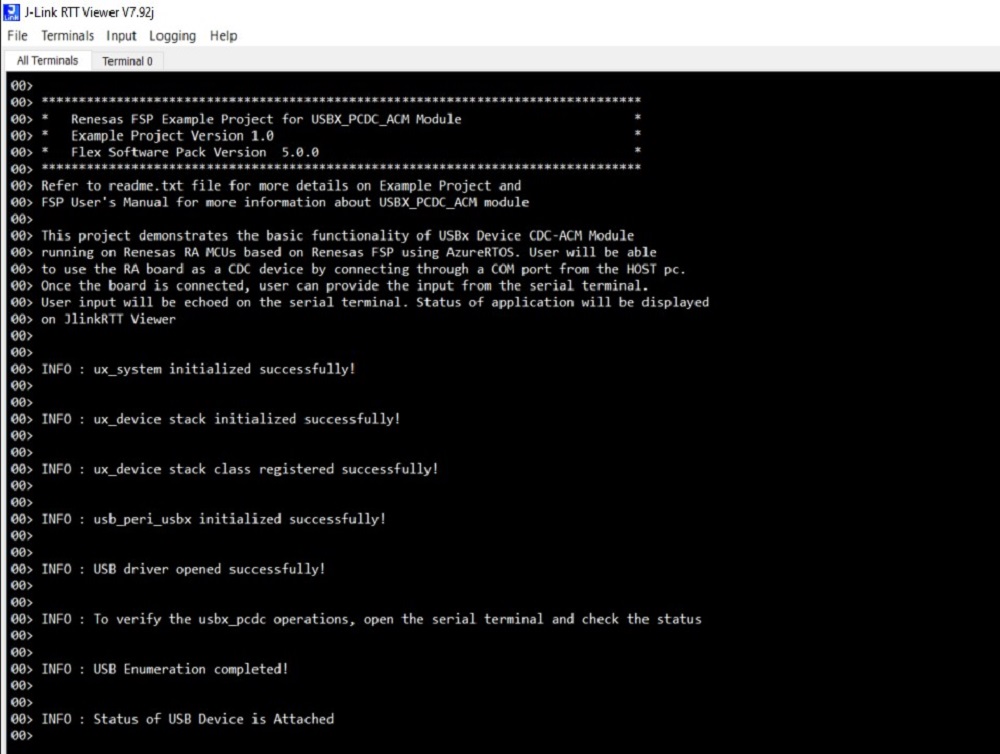 J-Link RTT Viewer V7.92j
File Terminals Input Logging Help
All Terminals Terminal 0
00>
00> ********************************************************************************
00> *   Renesas FSP Example Project for USBX_PCDC_ACM Module                       *
00> *   Example Project Version 1.0                                                *
00> *   Flex Software Pack Version  5.0.0                                          *
00> ********************************************************************************
00> Refer to readme.txt file for more details on Example Project and
00> FSP User's Manual for more information about USBX_PCDC_ACM module
00>
00> This project demonstrates the basic functionality of USBx Device CDC-ACM Module
00> running on Renesas RA MCUs based on Renesas FSP using AzureRTOS. User will be able
00> to use the RA board as a CDC device by connecting through a COM port from the HOST pc.
00> Once the board is connected, user can provide the input from the serial terminal.
00> User input will be echoed on the serial terminal. Status of application will be displayed
00> on JlinkRTT Viewer
00>
00>
00> INFO : ux_system initialized successfully!
00>
00>
00> INFO : ux_device stack initialized successfully!
00>
00>
00> INFO : ux_device stack class registered successfully!
00>
00>
00> INFO : usb_peri_usbx initialized successfully!
00>
00>
00> INFO : USB driver opened successfully!
00>
00>
00> INFO : To verify the usbx_pcdc operations, open the serial terminal and check the status
00>
00>
00> INFO : USB Enumeration completed!
00>
00>
00> INFO : Status of USB Device is Attached
00>